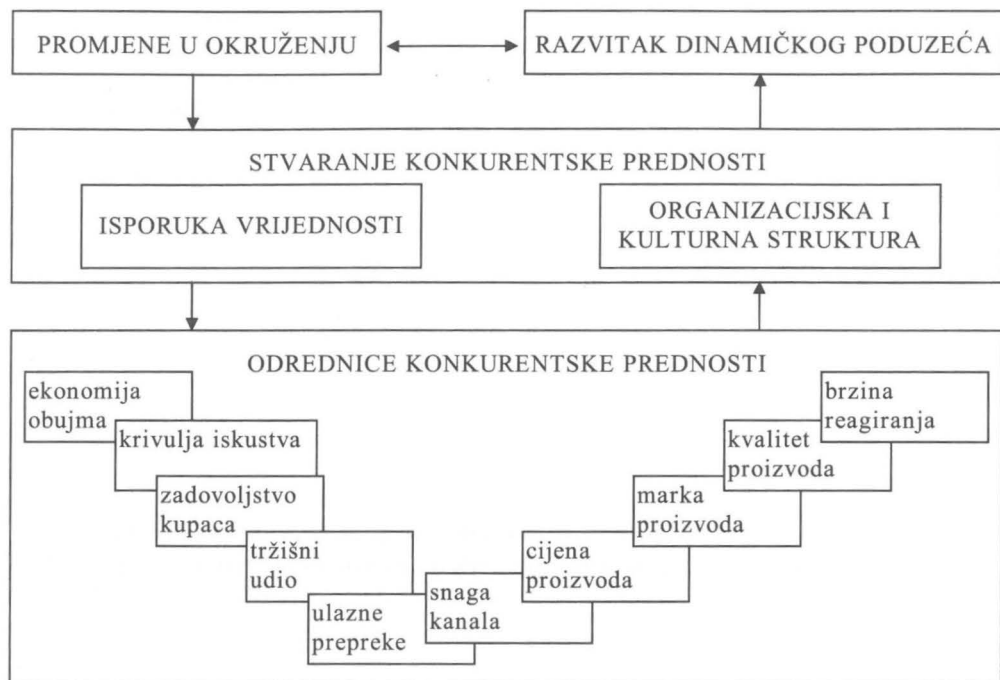 PROMJENE U OKRUŽENJU
RAZVITAK DINAMIČKOG PODUZEĆA
STVARANJE KONKURENTSKE PREDNOSTI
ISPORUKA VRIJEDNOSTI
ORGANIZACIJSKA I
KULTURNA STRUKTURA
ODREDNICE KONKURENTSKE PREDNOSTI
ekonomija
obujma
krivulja iskustva
zadovoljstvo
kupaca
tržišni
udio
ulazne
prepreke
snaga
kanala
cijena
proizvoda
marka
proizvoda
kvalitet
proizvoda
brzina
reagiranja